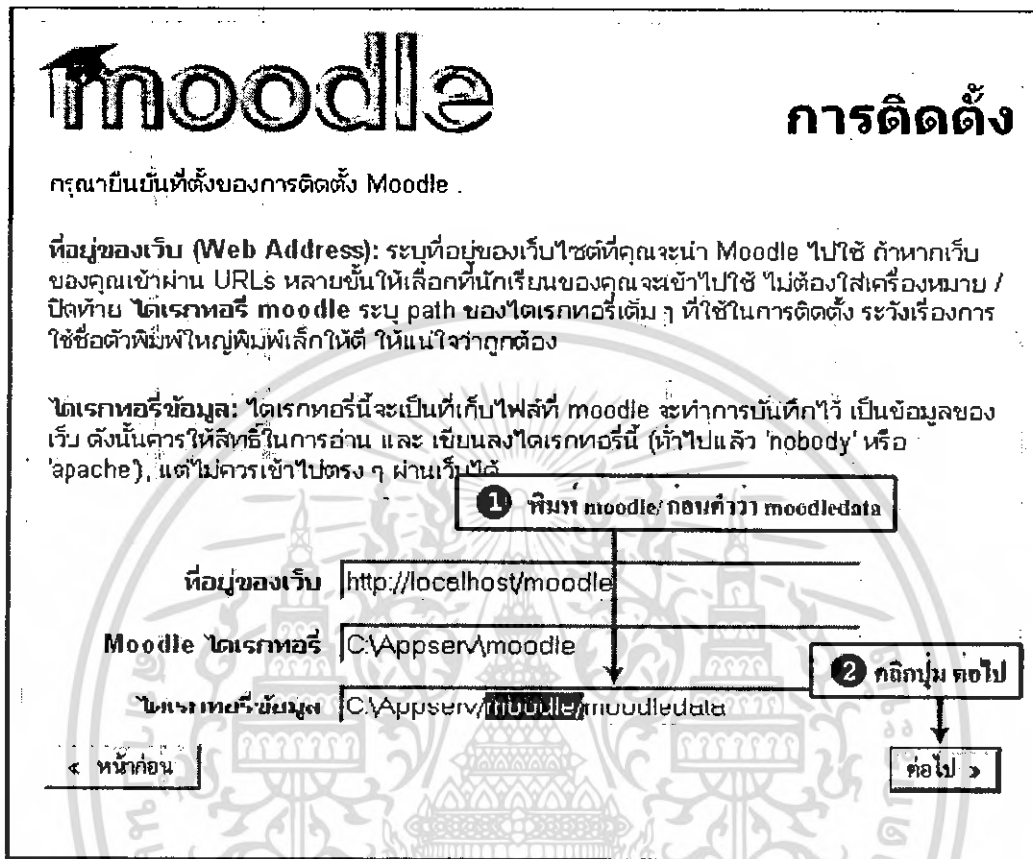 moodle
การติดตั้ง
กรุณายืนยันที่ตั้งของการติดตั้ง Moodle .
ที่อยู่ของเว็บ (Web Address): ระบุที่อยู่ของเว็บไซต์ที่คุณจะนำ Moodle ไปใช้ ถ้าหากเว็บ
ของคุณเข้าผ่าน URLs หลายชั้นให้เลือกที่นักเรียนของคุณจะเข้าไปใช้ ไม่ต้องใส่เครื่องหมาย /
ปิดท้าย ไดเรกทอรี่ moodle ระบุ path ของไดเรกทอรี่เต็ม ๆ ที่ใช้ในการติดตั้ง ระวังเรื่องการ
ใช้ชื่อตัวพิมพ์ใหญ่พิมพ์เล็กให้ดี ให้แน่ใจว่าถูกต้อง
ไดเรกทอรี่ข้อมูล: ไดเรกทอรี่นี้จะเป็นที่เก็บไฟล์ที่ moodle จะทำการบันทึกไว้ เป็นข้อมูลของ
เว็บ ดังนั้นควรให้สิทธิ์ในการอ่าน และ เขียนลงไดเรกทอรี่นี้ (ทั่วไปแล้ว 'nobody' หรือ
'apache'), แต่ไม่ควรเข้าไปตรง ๆ ผ่านเว็บได้
1 พิมพ์ moodle/ ก่อนคำว่า moodledata
ที่อยู่ของเว็บ http://localhost/moodle
Moodle ไดเรกทอรี่ C:\Appserv\moodle
2 คลิกปุ่ม ต่อไป
ไดเรกทอรี่ข้อมูล C:\Appserv/moodle/moodledata
« หน้าก่อน
ต่อไป »